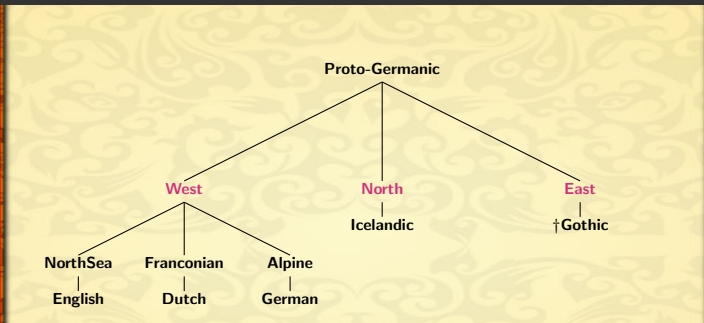 Proto-Germanic
West North East
Icelandic †Gothic
NorthSea Franconian Alpine
English Dutch German